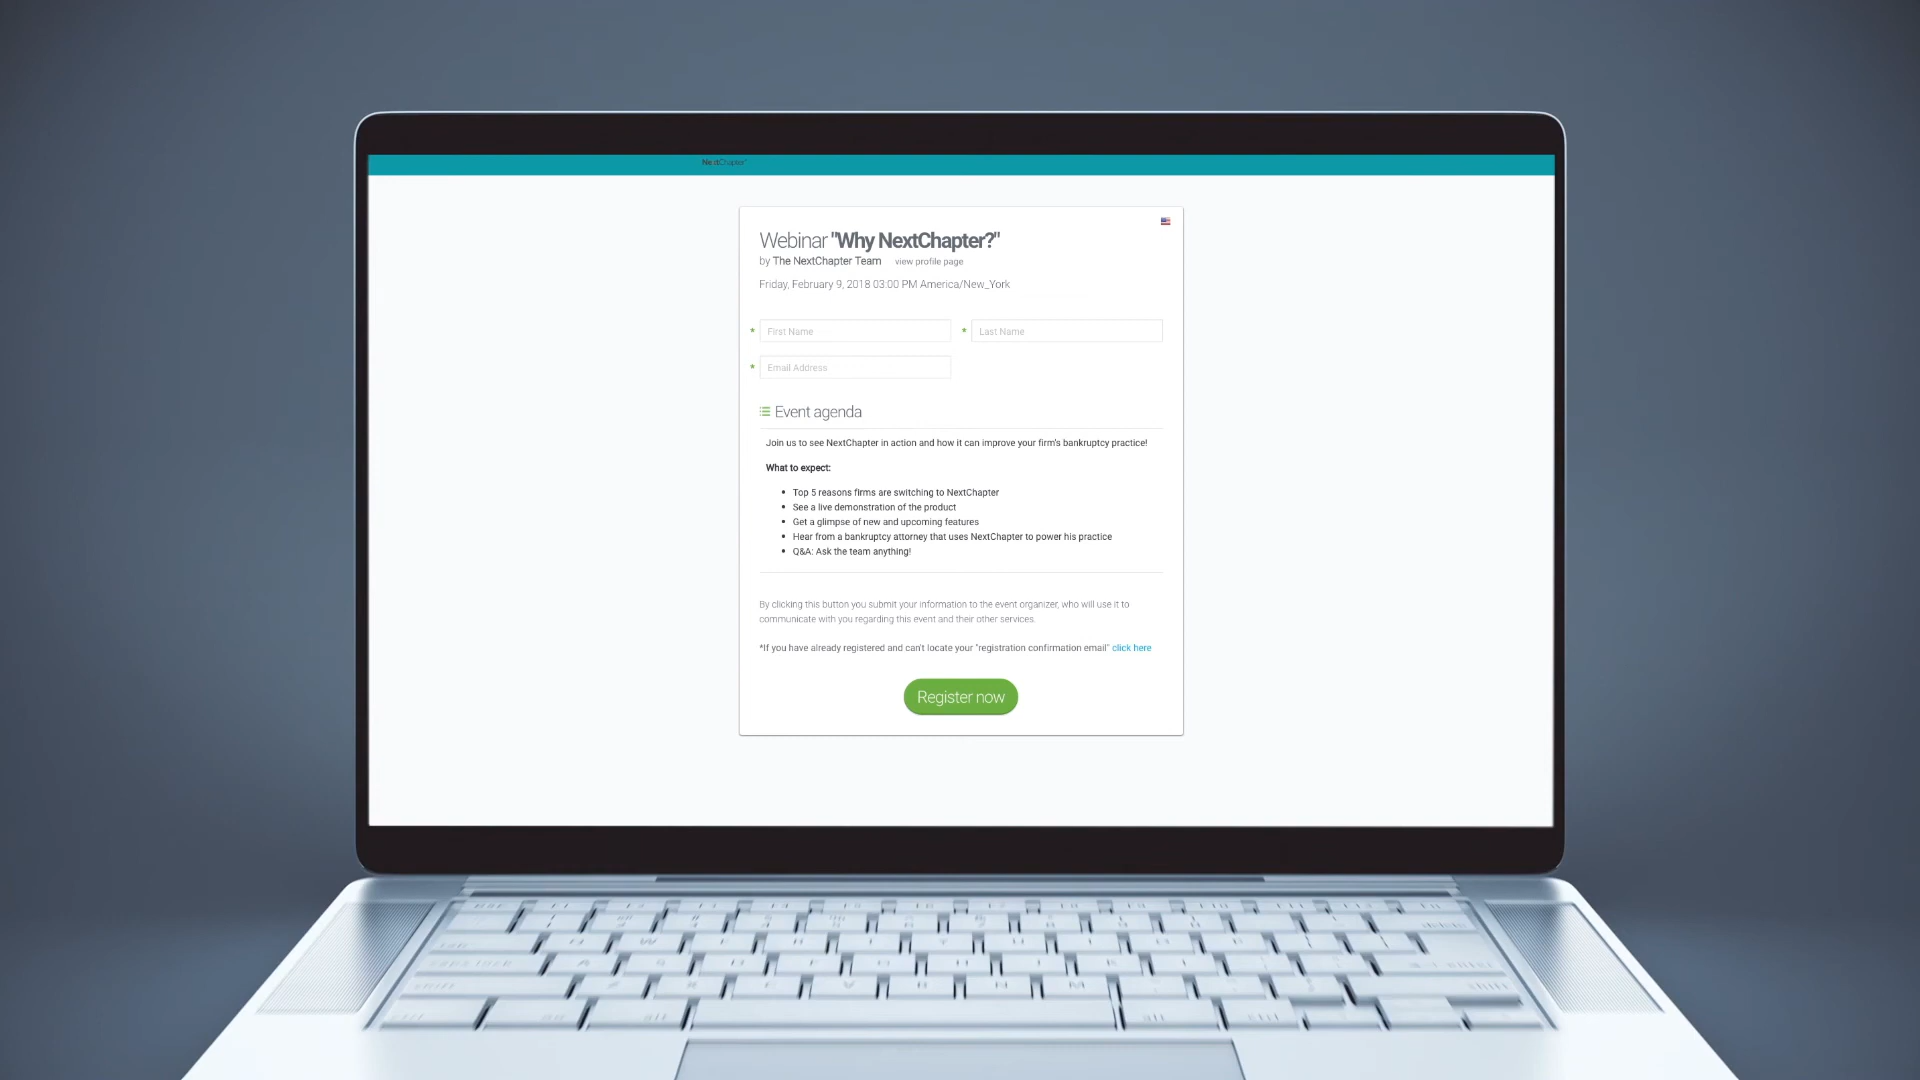 NextChapter
Webinar "Why NextChapter?"
by The NextChapter Team view profile page
Friday, February 9, 2018 03:00 PM America/New_York
* First Name * Last Name
* Email Address
Event agenda
Join us to see NextChapter in action and how it can improve your firm's bankruptcy practice!
What to expect:
• Top 5 reasons firms are switching to NextChapter
• See a live demonstration of the product
• Get a glimpse of new and upcoming features
• Hear from a bankruptcy attorney that uses NextChapter to power his practice
• Q&A: Ask the team anything!
By clicking this button you submit your information to the event organizer, who will use it to
communicate with you regarding this event and their other services.
*If you have already registered and can't locate your "registration confirmation email" click here
Register now